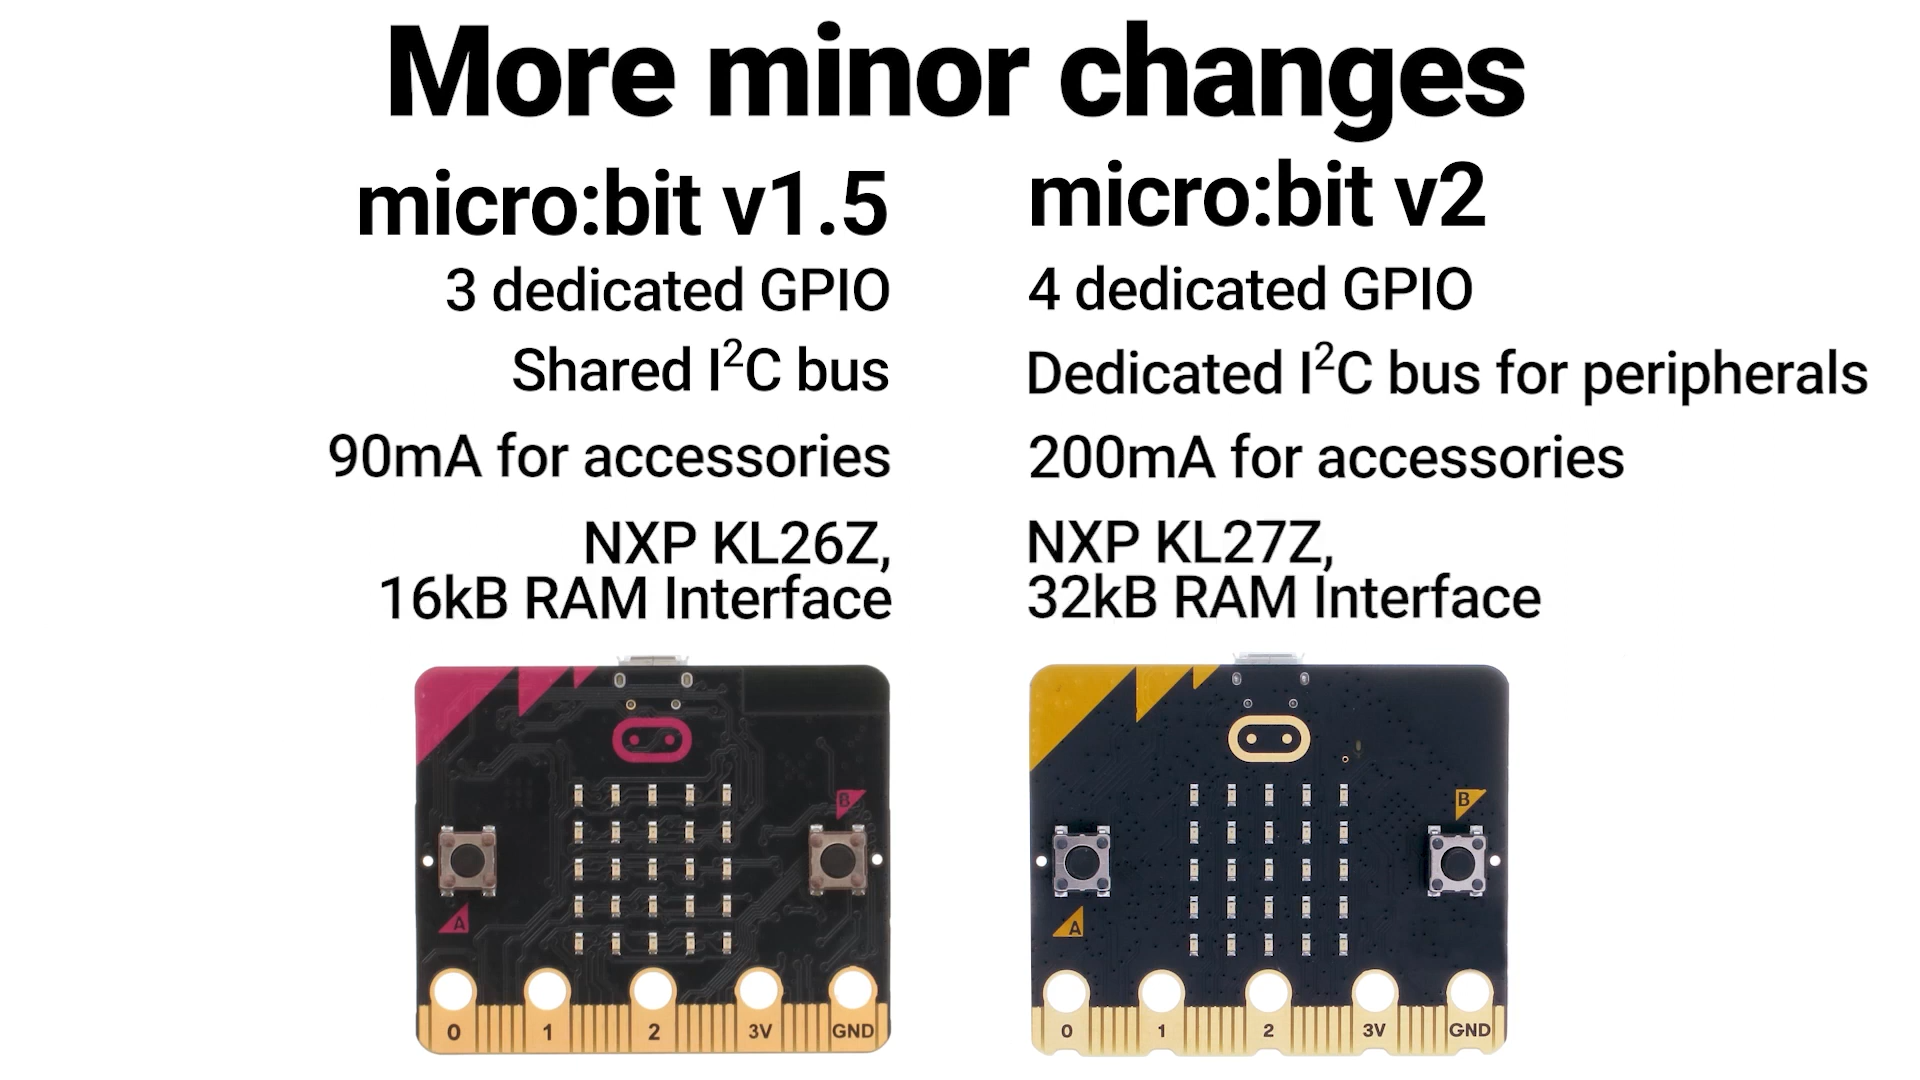 More minor changes
micro:bit v1.5
3 dedicated GPIO
Shared I²C bus
90mA for accessories
NXP KL26Z,
16kB RAM Interface
micro:bit v2
4 dedicated GPIO
Dedicated I²C bus for peripherals
200mA for accessories
NXP KL27Z,
32kB RAM Interface
B
A
0 1 2 3V GND
B
A
0 1 2 3V GND